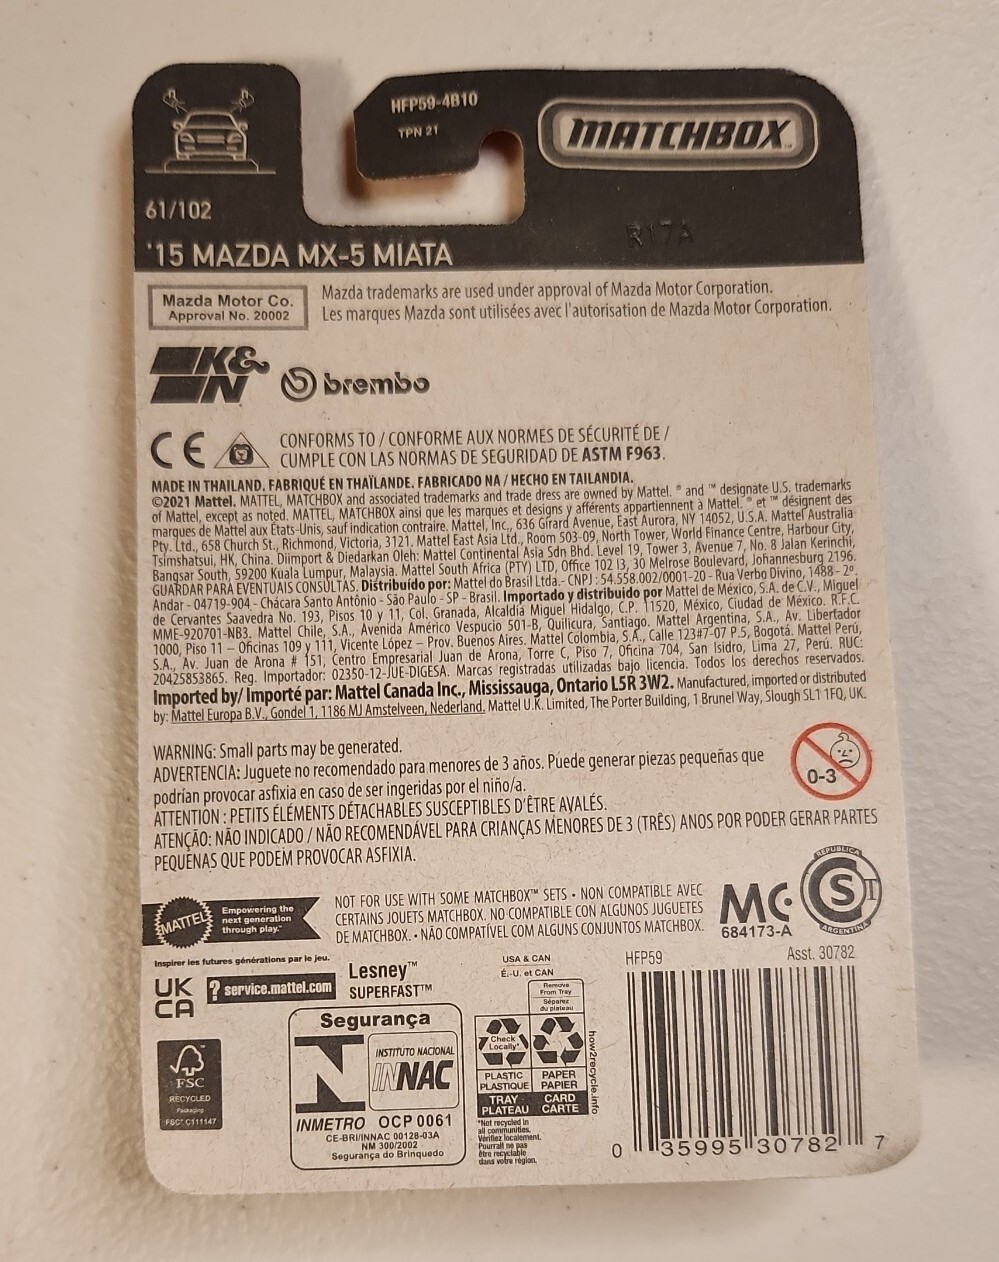 HFP59-4B10
TPN 21
MATCHBOX™
61/102
R17A
'15 MAZDA MX-5 MIATA
Mazda Motor Co.
Approval No. 20002
Mazda trademarks are used under approval of Mazda Motor Corporation.
Les marques Mazda sont utilisées avec l'autorisation de Mazda Motor Corporation.
K&N
brembo
CE
CONFORMS TO / CONFORME AUX NORMES DE SÉCURITÉ DE /
CUMPLE CON LAS NORMAS DE SEGURIDAD DE ASTM F963.
MADE IN THAILAND. FABRIQUÉ EN THAÏLANDE. FABRICADO NA / HECHO EN TAILANDIA.
©2021 Mattel. MATTEL, MATCHBOX and associated trademarks and trade dress are owned by Mattel. ® and ™ designate U.S. trademarks
of Mattel, except as noted. MATTEL, MATCHBOX ainsi que les marques et designs y afférents appartiennent à Mattel. ® et ™ désignent des
marques de Mattel aux États-Unis, sauf indication contraire. Mattel, Inc., 636 Girard Avenue, East Aurora, NY 14052, U.S.A. Mattel Australia
Pty. Ltd., 658 Church St., Richmond, Victoria, 3121. Mattel East Asia Ltd., Room 503-09, North Tower, World Finance Centre, Harbour City,
Tsimshatsui, HK, China. Diimport & Diedarkan Oleh: Mattel Continental Asia Sdn Bhd. Level 19, Tower 3, Avenue 7, No. 8 Jalan Kerinchi,
Bangsar South, 59200 Kuala Lumpur, Malaysia. Mattel South Africa (PTY) LTD, Office 102 I3, 30 Melrose Boulevard, Johannesburg 2196.
GUARDAR PARA EVENTUAIS CONSULTAS. Distribuído por: Mattel do Brasil Ltda.- CNPJ : 54.558.002/0001-20 - Rua Verbo Divino, 1488 - 2º.
Andar - 04719-904 - Chácara Santo Antônio - São Paulo - SP - Brasil. Importado y distribuido por Mattel de México, S.A. de C.V., Miguel
de Cervantes Saavedra No. 193, Pisos 10 y 11, Col. Granada, Alcaldía Miguel Hidalgo, C.P. 11520, México, Ciudad de México. R.F.C.
MME-920701-NB3. Mattel Chile, S.A., Avenida Américo Vespucio 501-B, Quilicura, Santiago. Mattel Argentina, S.A., Av. Libertador
1000, Piso 11 – Oficinas 109 y 111, Vicente López – Prov. Buenos Aires. Mattel Colombia, S.A., Calle 123#7-07 P.5, Bogotá. Mattel Perú,
S.A., Av. Juan de Arona # 151, Centro Empresarial Juan de Arona, Torre C, Piso 7, Oficina 704, San Isidro, Lima 27, Perú. RUC:
20425853865. Reg. Importador: 02350-12-JUE-DIGESA. Marcas registradas utilizadas bajo licencia. Todos los derechos reservados.
Imported by/ Importé par: Mattel Canada Inc., Mississauga, Ontario L5R 3W2. Manufactured, imported or distributed
by: Mattel Europa B.V., Gondel 1, 1186 MJ Amstelveen, Nederland. Mattel U.K. Limited, The Porter Building, 1 Brunel Way, Slough SL1 1FQ, UK.
WARNING: Small parts may be generated.
ADVERTENCIA: Juguete no recomendado para menores de 3 años. Puede generar piezas pequeñas que
podrían provocar asfixia en caso de ser ingeridas por el niño/a.
ATTENTION : PETITS ÉLÉMENTS DÉTACHABLES SUSCEPTIBLES D'ÊTRE AVALÉS.
ATENÇÃO: NÃO INDICADO / NÃO RECOMENDÁVEL PARA CRIANÇAS MENORES DE 3 (TRÊS) ANOS POR PODER GERAR PARTES
PEQUENAS QUE PODEM PROVOCAR ASFIXIA.
0-3
MATTEL
Empowering the
next generation
through play.™
Inspirer les futures générations par le jeu.
NOT FOR USE WITH SOME MATCHBOX™ SETS • NON COMPATIBLE AVEC
CERTAINS JOUETS MATCHBOX. NO COMPATIBLE CON ALGUNOS JUGUETES
DE MATCHBOX. • NÃO COMPATÍVEL COM ALGUNS CONJUNTOS MATCHBOX.
MC
684173-A
REPUBLICA
S
ARGENTINA
UK
CA
? service.mattel.com
Lesney™
SUPERFAST™
FSC
RECYCLED
Packaging
FSC® C111147
Segurança
INSTITUTO NACIONAL
INNAC
INMETRO OCP 0061
CE-BRI/INNAC 00128-03A
NM 300/2002
Segurança do Brinquedo
USA & CAN
É.-U. et CAN
Remove
From Tray
Séparez
du plateau
Check
Locally*
PLASTIC
PLASTIQUE
TRAY
PLATEAU
PAPER
PAPIER
CARD
CARTE
how2recycle.info
*Not recycled in
all communities.
Vérifiez localement.
Pourrait ne pas
être recyclable
dans votre région.
HFP59
Asst. 30782
0 35995 30782 7